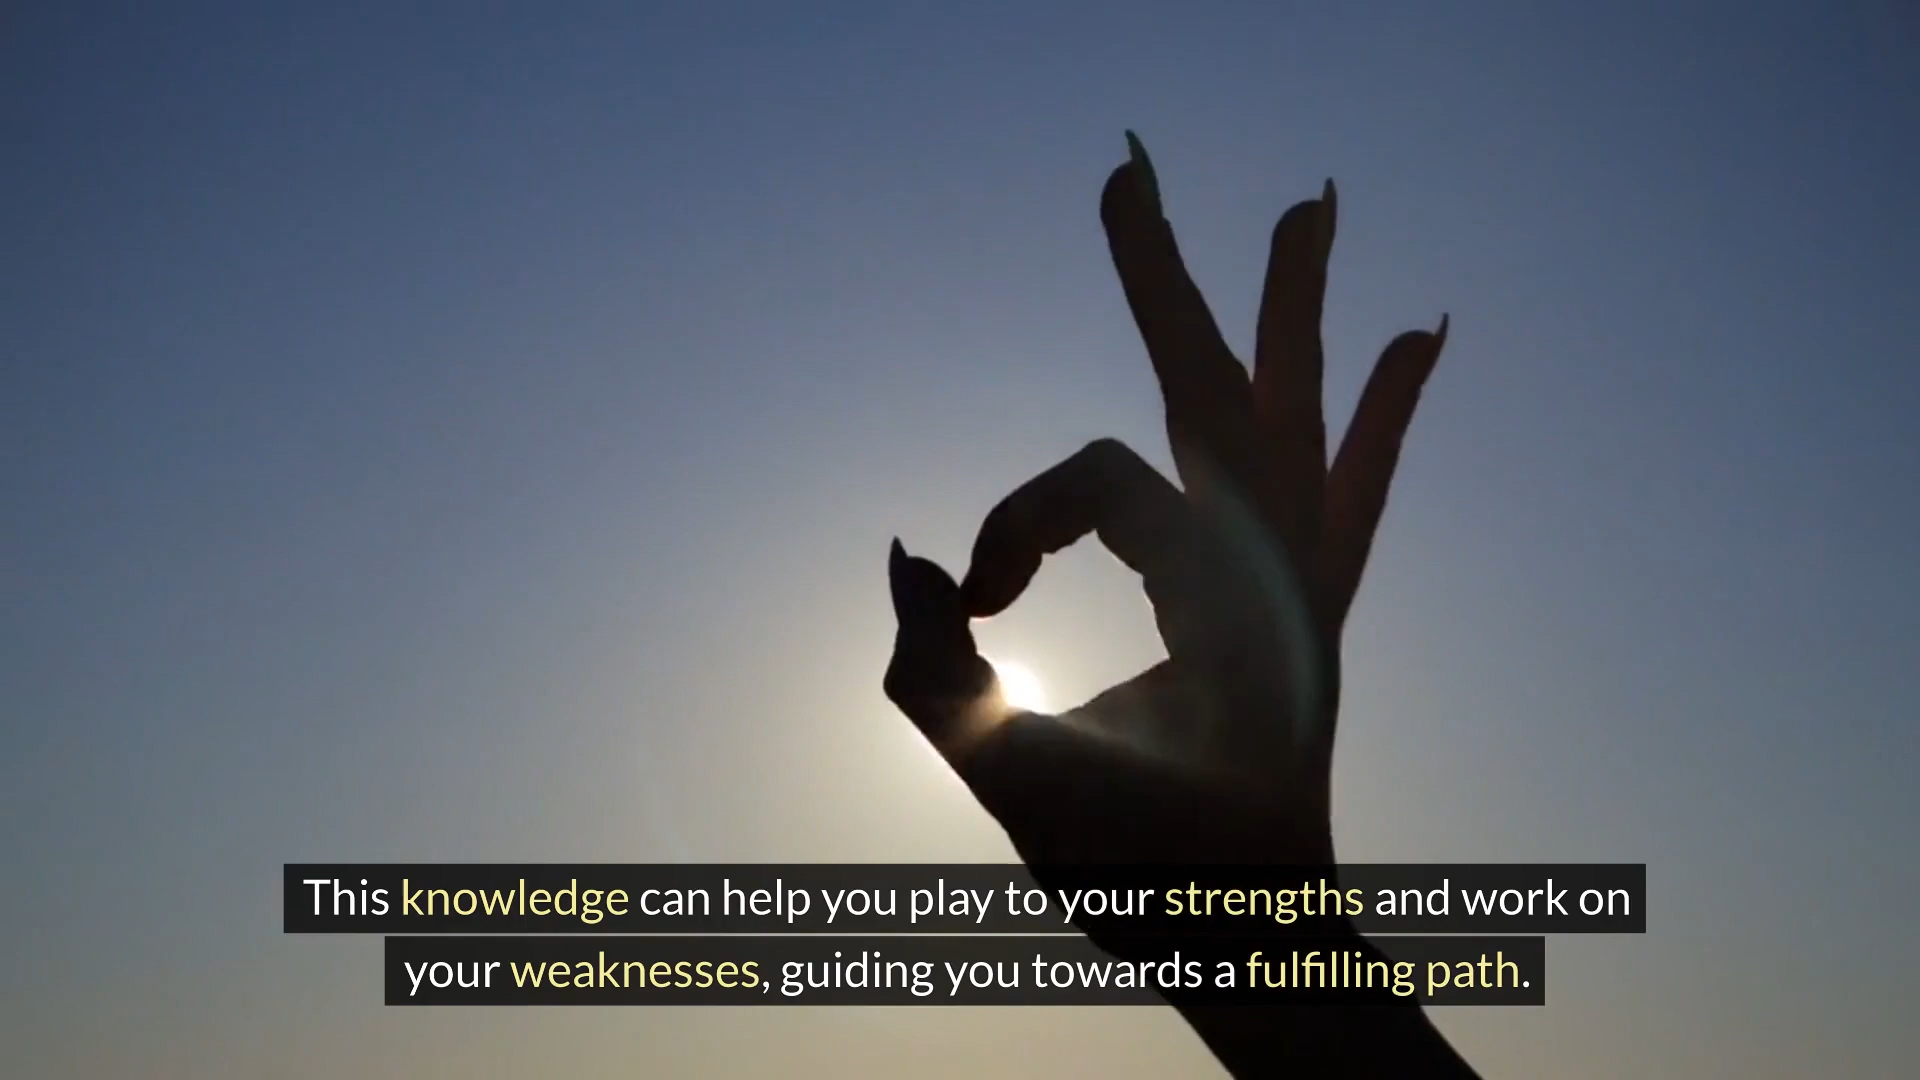 This knowledge can help you play to your strengths and work on
your weaknesses, guiding you towards a fulfilling path.